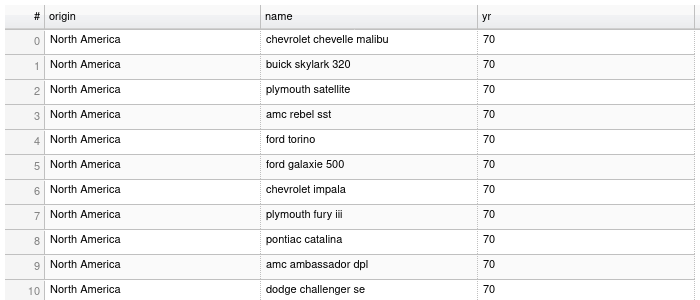 # origin name yr
0 North America chevrolet chevelle malibu 70
1 North America buick skylark 320 70
2 North America plymouth satellite 70
3 North America amc rebel sst 70
4 North America ford torino 70
5 North America ford galaxie 500 70
6 North America chevrolet impala 70
7 North America plymouth fury iii 70
8 North America pontiac catalina 70
9 North America amc ambassador dpl 70
10 North America dodge challenger se 70